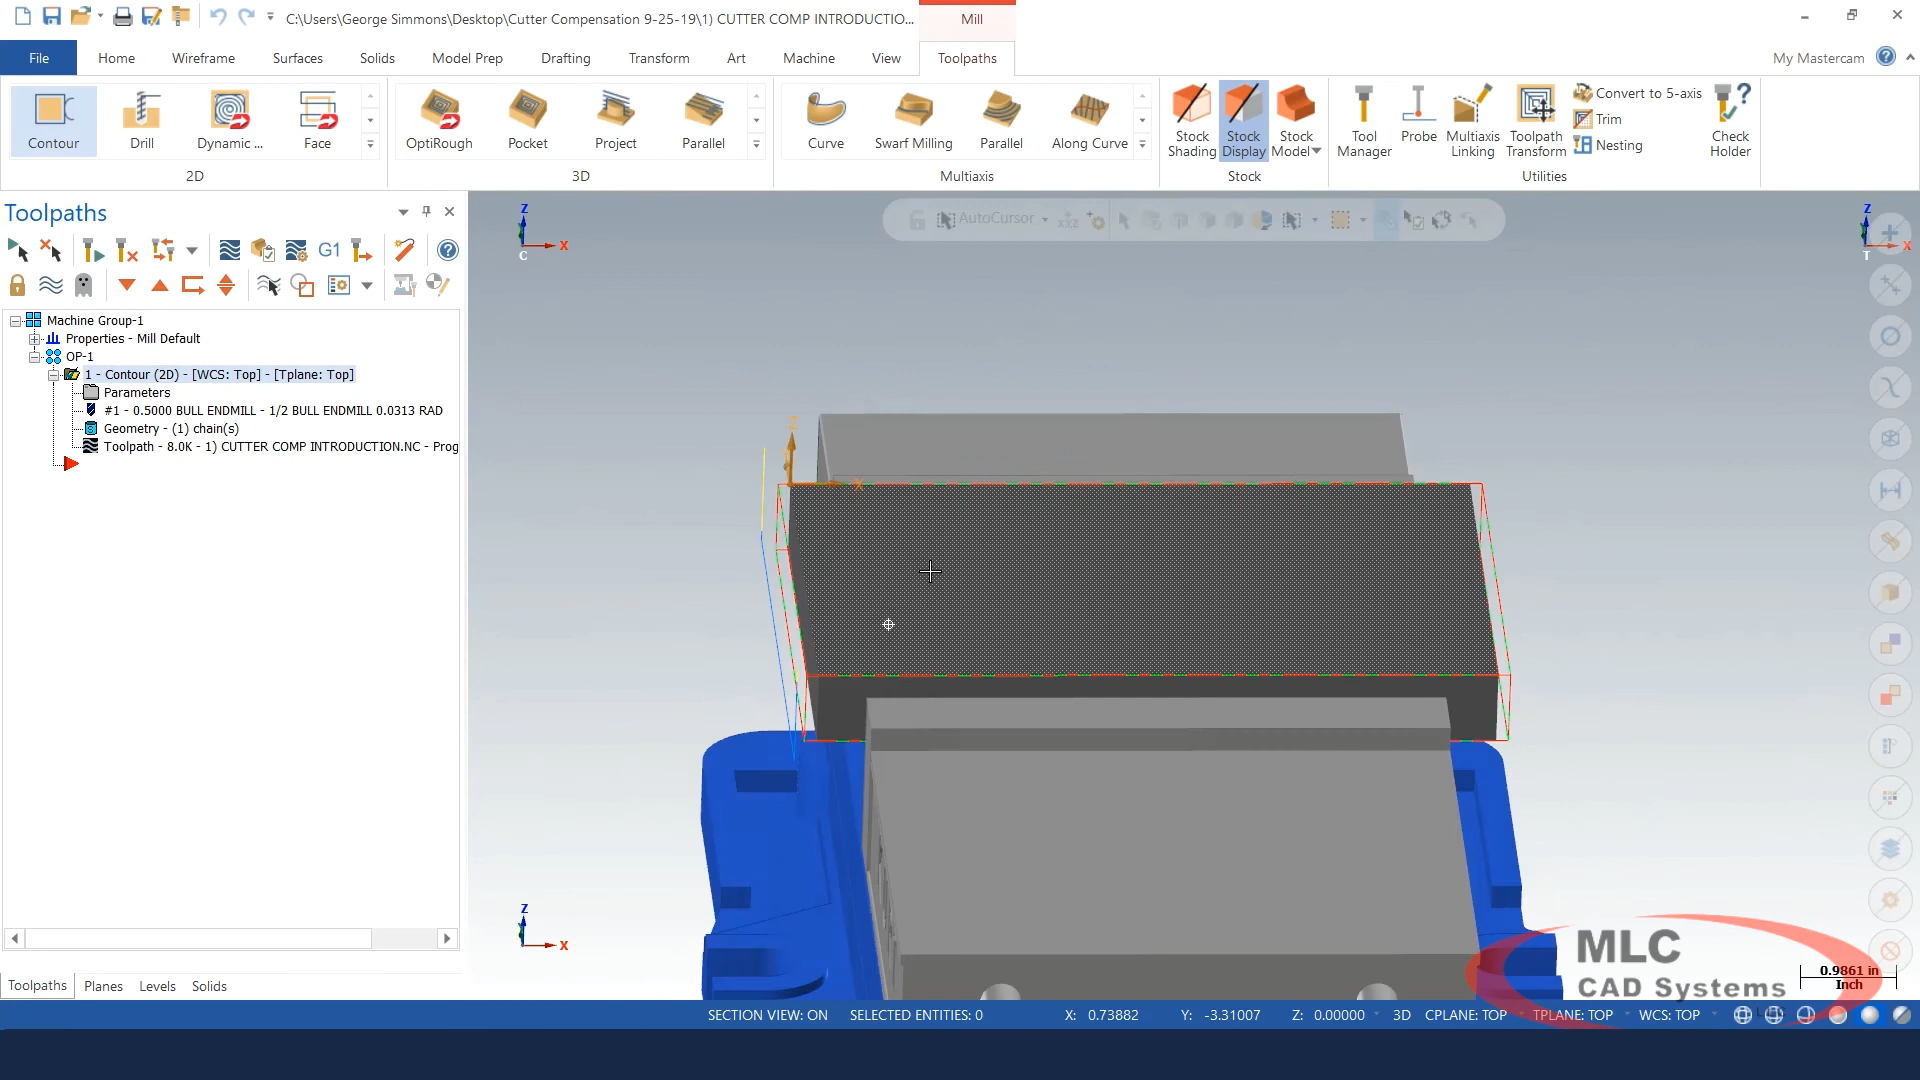 C:\Users\George Simmons\Desktop\Cutter Compensation 9-25-19\1) CUTTER COMP INTRODUCTIO...
Mill
File
Home
Wireframe
Surfaces
Solids
Model Prep
Drafting
Transform
Art
Machine
View
Toolpaths
My Mastercam
Contour
Drill
Dynamic ...
Face
2D
OptiRough
Pocket
Project
Parallel
3D
Curve
Swarf Milling
Parallel
Along Curve
Multiaxis
Stock Shading
Stock Display
Stock Model
Stock
Tool Manager
Probe
Multiaxis Linking
Toolpath Transform
Convert to 5-axis
Trim
Nesting
Check Holder
Utilities
Toolpaths
G1
Machine Group-1
Properties - Mill Default
OP-1
1 - Contour (2D) - [WCS: Top] - [Tplane: Top]
Parameters
#1 - 0.5000 BULL ENDMILL - 1/2 BULL ENDMILL 0.0313 RAD
Geometry - (1) chain(s)
Toolpath - 8.0K - 1) CUTTER COMP INTRODUCTION.NC - Prog
Z
X
C
AutoCursor
Z
X
T
Z
X
Z
X
MLC
CAD Systems
0.9861 in
Inch
Toolpaths
Planes
Levels
Solids
SECTION VIEW: ON
SELECTED ENTITIES: 0
X: 0.73882
Y: -3.31007
Z: 0.00000
3D
CPLANE: TOP
TPLANE: TOP
WCS: TOP